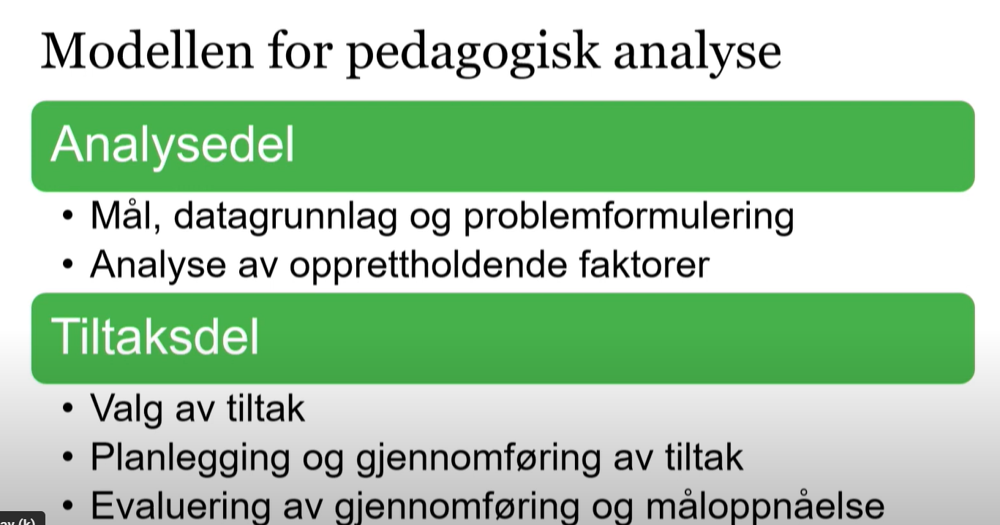 Modellen for pedagogisk analyse
Analysedel
• Mål, datagrunnlag og problemformulering
• Analyse av opprettholdende faktorer
Tiltaksdel
• Valg av tiltak
• Planlegging og gjennomføring av tiltak
• Evaluering av gjennomføring og måloppnåelse
av (k)